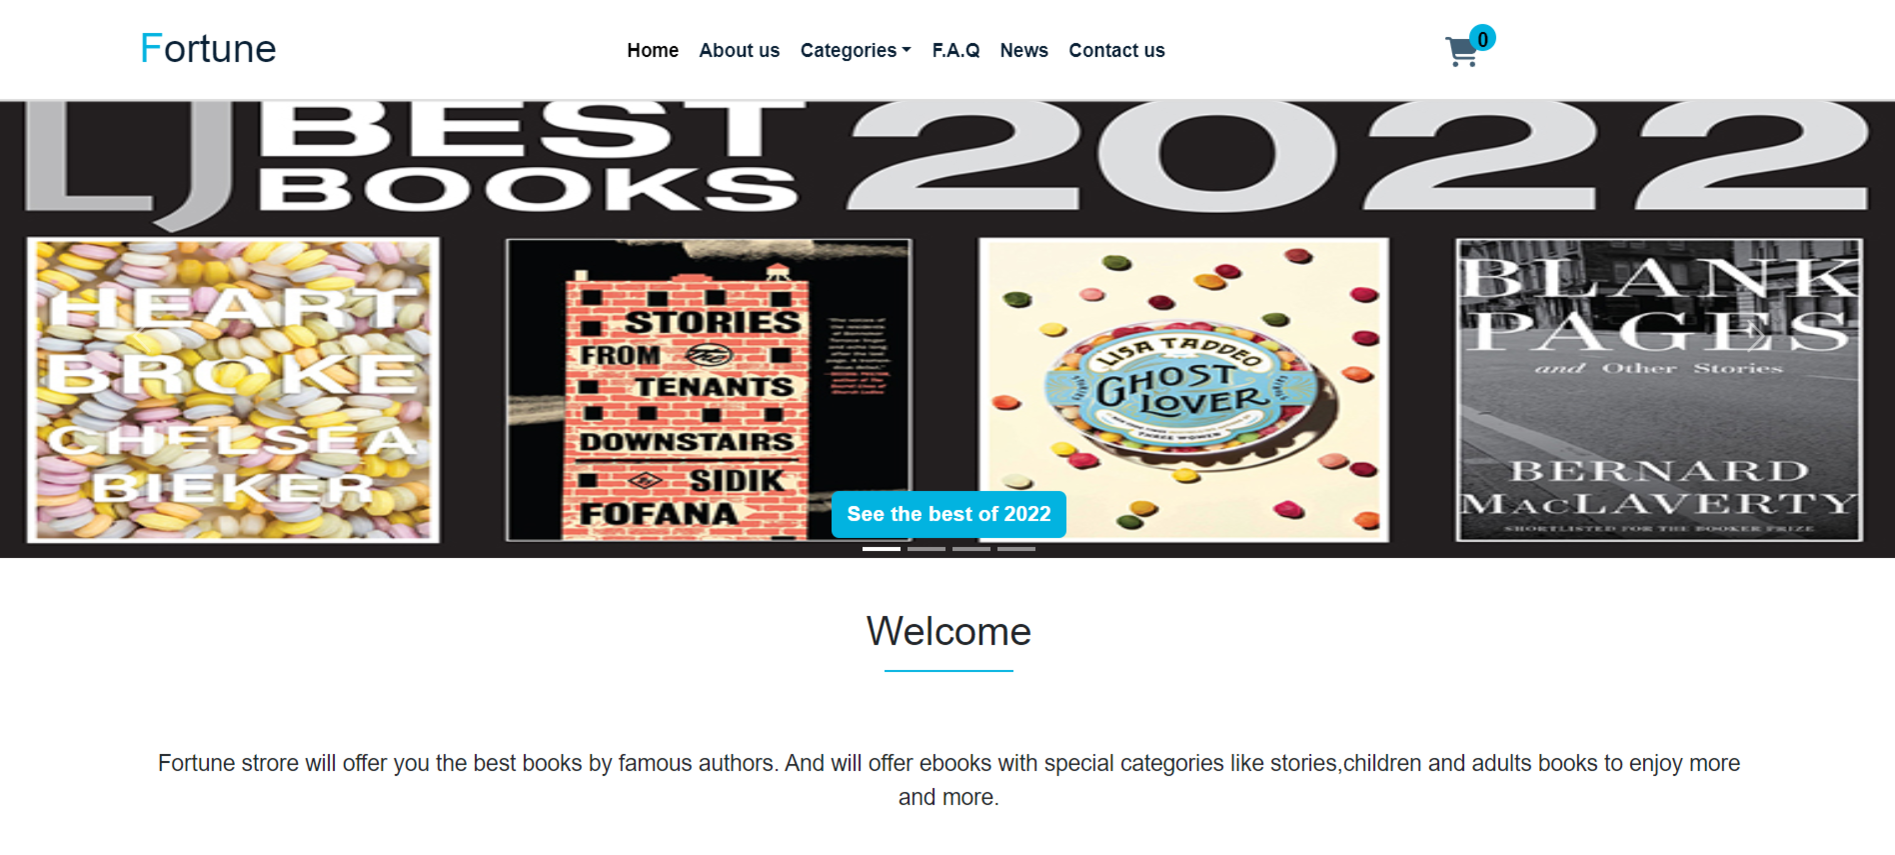 Fortune
Home About us Categories F.A.Q News Contact us
0
LJ BEST BOOKS 2022
HEART
BROKE
CHELSEA
BIEKER
STORIES
FROM the
TENANTS
DOWNSTAIRS
By SIDIK
FOFANA
LISA TADDEO
GHOST
LOVER
THREE WOMEN
BLANK
PAGES
and Other Stories
BERNARD
MACLAVERTY
SHORTLISTED FOR THE BOOKER PRIZE
See the best of 2022
Welcome
Fortune strore will offer you the best books by famous authors. And will offer ebooks with special categories like stories,children and adults books to enjoy more
and more.